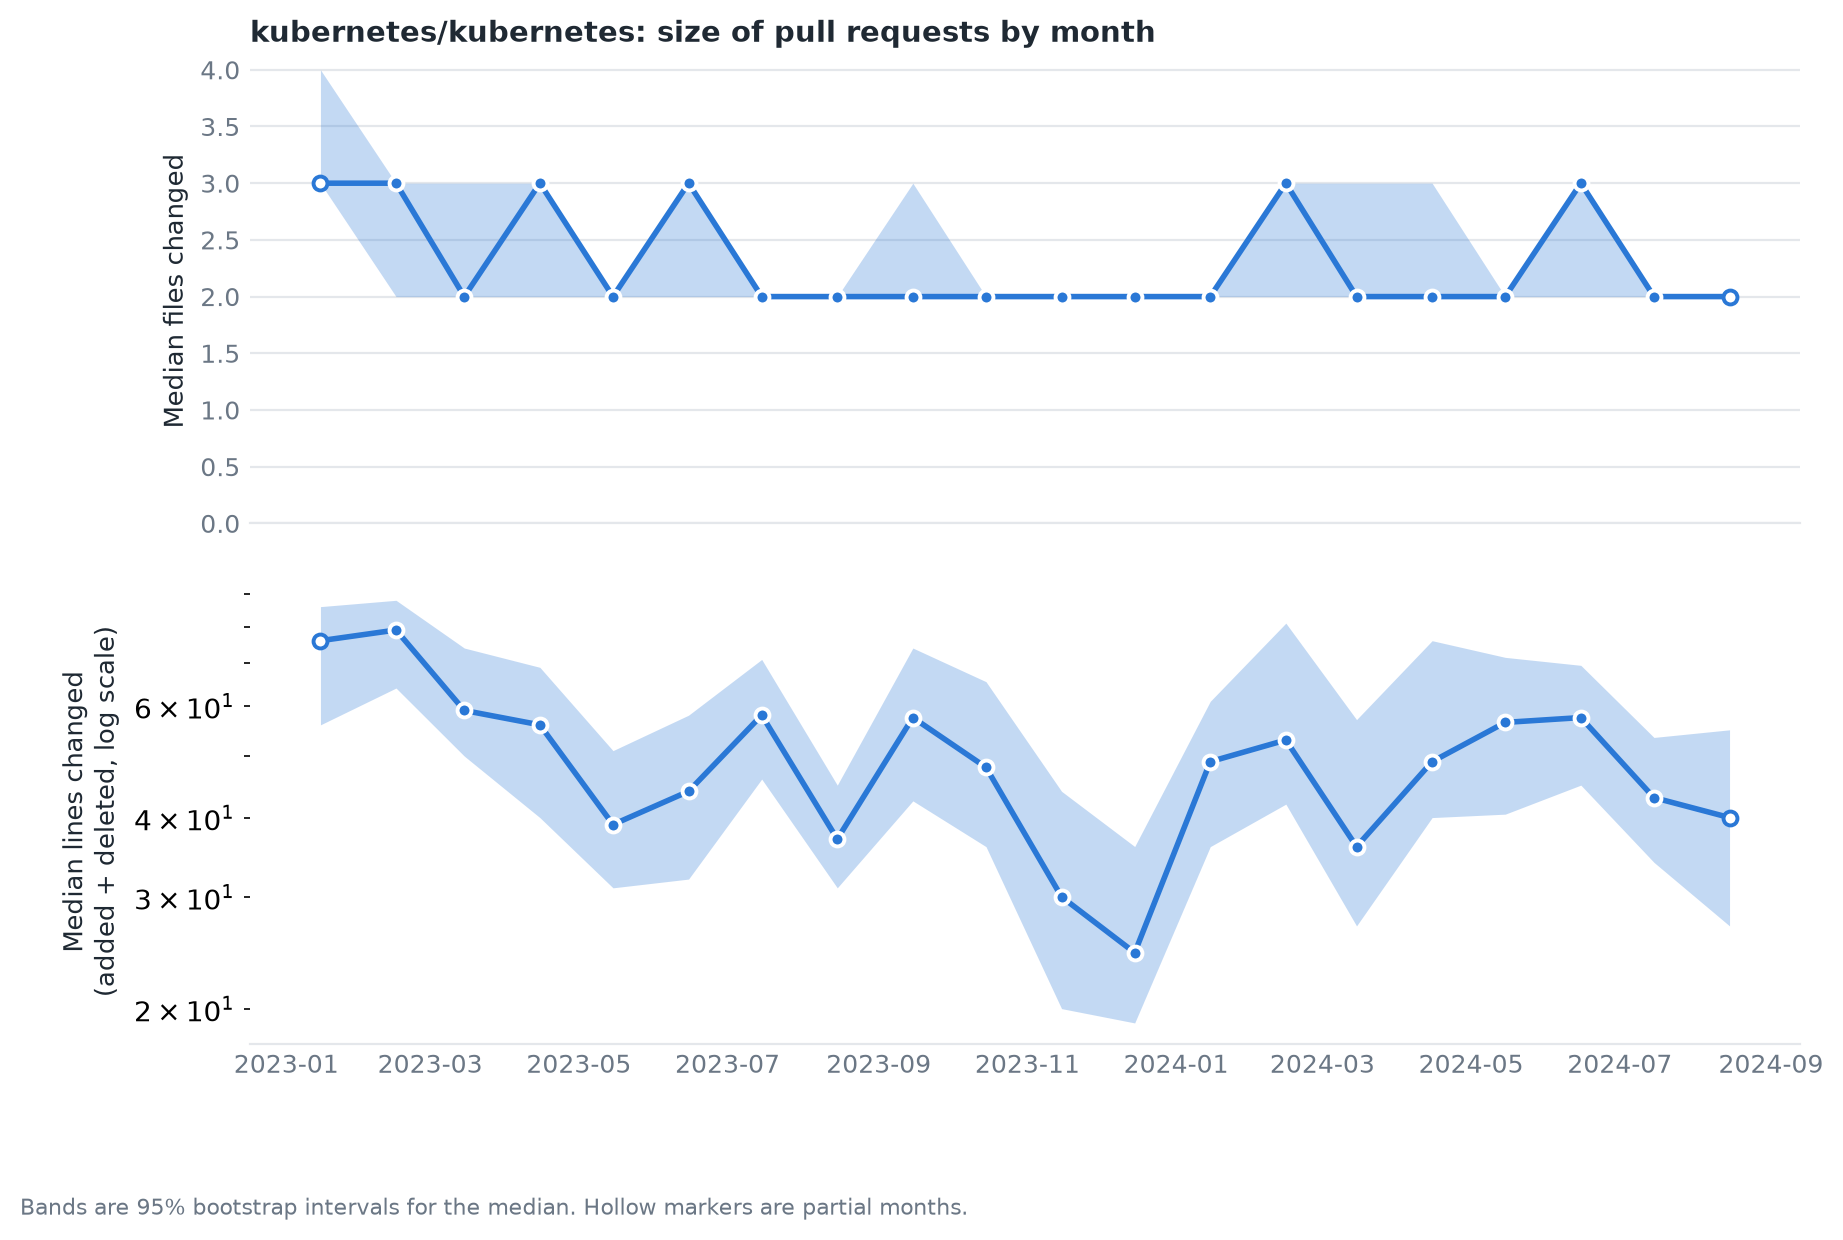 kubernetes/kubernetes: size of pull requests by month
4.0
3.5
3.0
2.5
2.0
1.5
1.0
0.5
0.0
Median files changed
6 × 10¹
4 × 10¹
3 × 10¹
2 × 10¹
Median lines changed
(added + deleted, log scale)
2023-01 2023-03 2023-05 2023-07 2023-09 2023-11 2024-01 2024-03 2024-05 2024-07 2024-09
Bands are 95% bootstrap intervals for the median. Hollow markers are partial months.